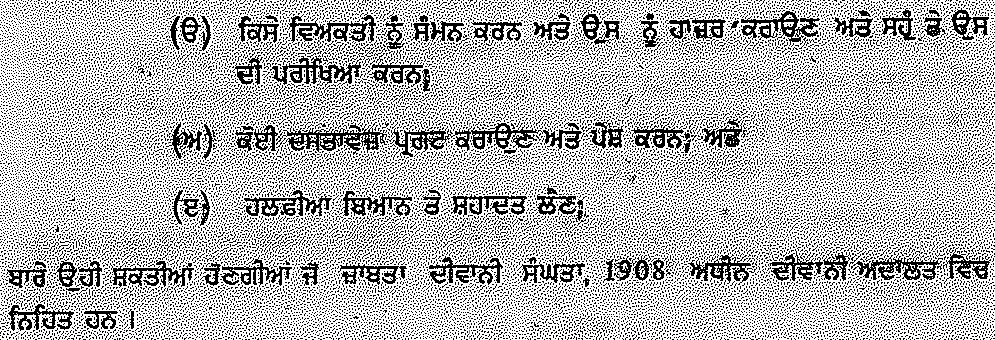 (ੳ) ਕਿਸੇ ਵਿਅਕਤੀ ਨੂੰ ਸੰਮਨ ਕਰਨ ਅਤੇ ਉਸ ਨੂੰ ਹਾਜ਼ਰ ਕਰਾਉਣ ਅਤੇ ਸਹੁੰ ਤੇ ਉਸ
ਦੀ ਪਰੀਖਿਆ ਕਰਨ;
(ਅ) ਕੋਈ ਦਸਤਾਵੇਜ਼ ਪ੍ਰਗਟ ਕਰਾਉਣ ਅਤੇ ਪੇਸ਼ ਕਰਨ; ਅਤੇ
(ੲ) ਹਲਫ਼ੀਆ ਬਿਆਨ ਤੇ ਸ਼ਹਾਦਤ ਲੈਣ;
ਬਾਰੇ ਉਹੀ ਸ਼ਕਤੀਆਂ ਹੋਣਗੀਆਂ ਜੋ ਜ਼ਾਬਤਾ ਦੀਵਾਨੀ ਸੰਘਤਾ, 1908 ਅਧੀਨ ਦੀਵਾਨੀ ਅਦਾਲਤ ਵਿਚ
ਨਿਹਿਤ ਹਨ ।